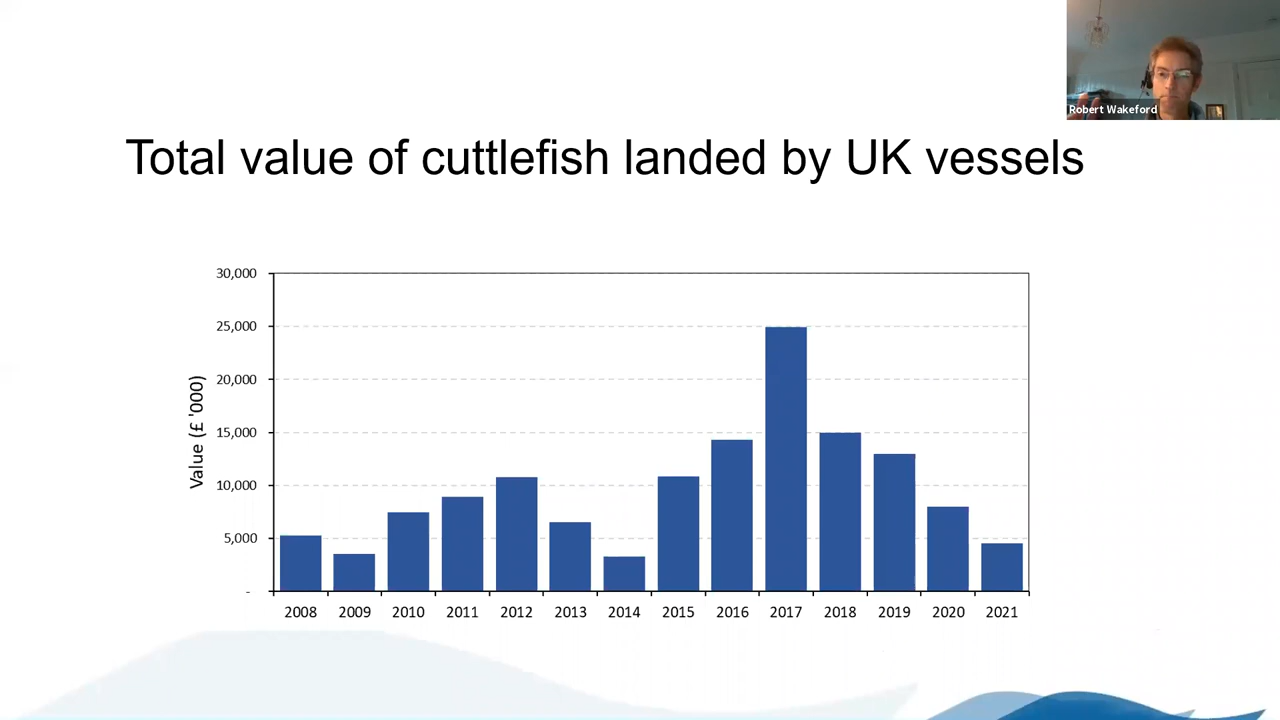 Robert Wakeford
Total value of cuttlefish landed by UK vessels
30,000
25,000
20,000
15,000
10,000
5,000
-
Value (£ '000)
2008 2009 2010 2011 2012 2013 2014 2015 2016 2017 2018 2019 2020 2021